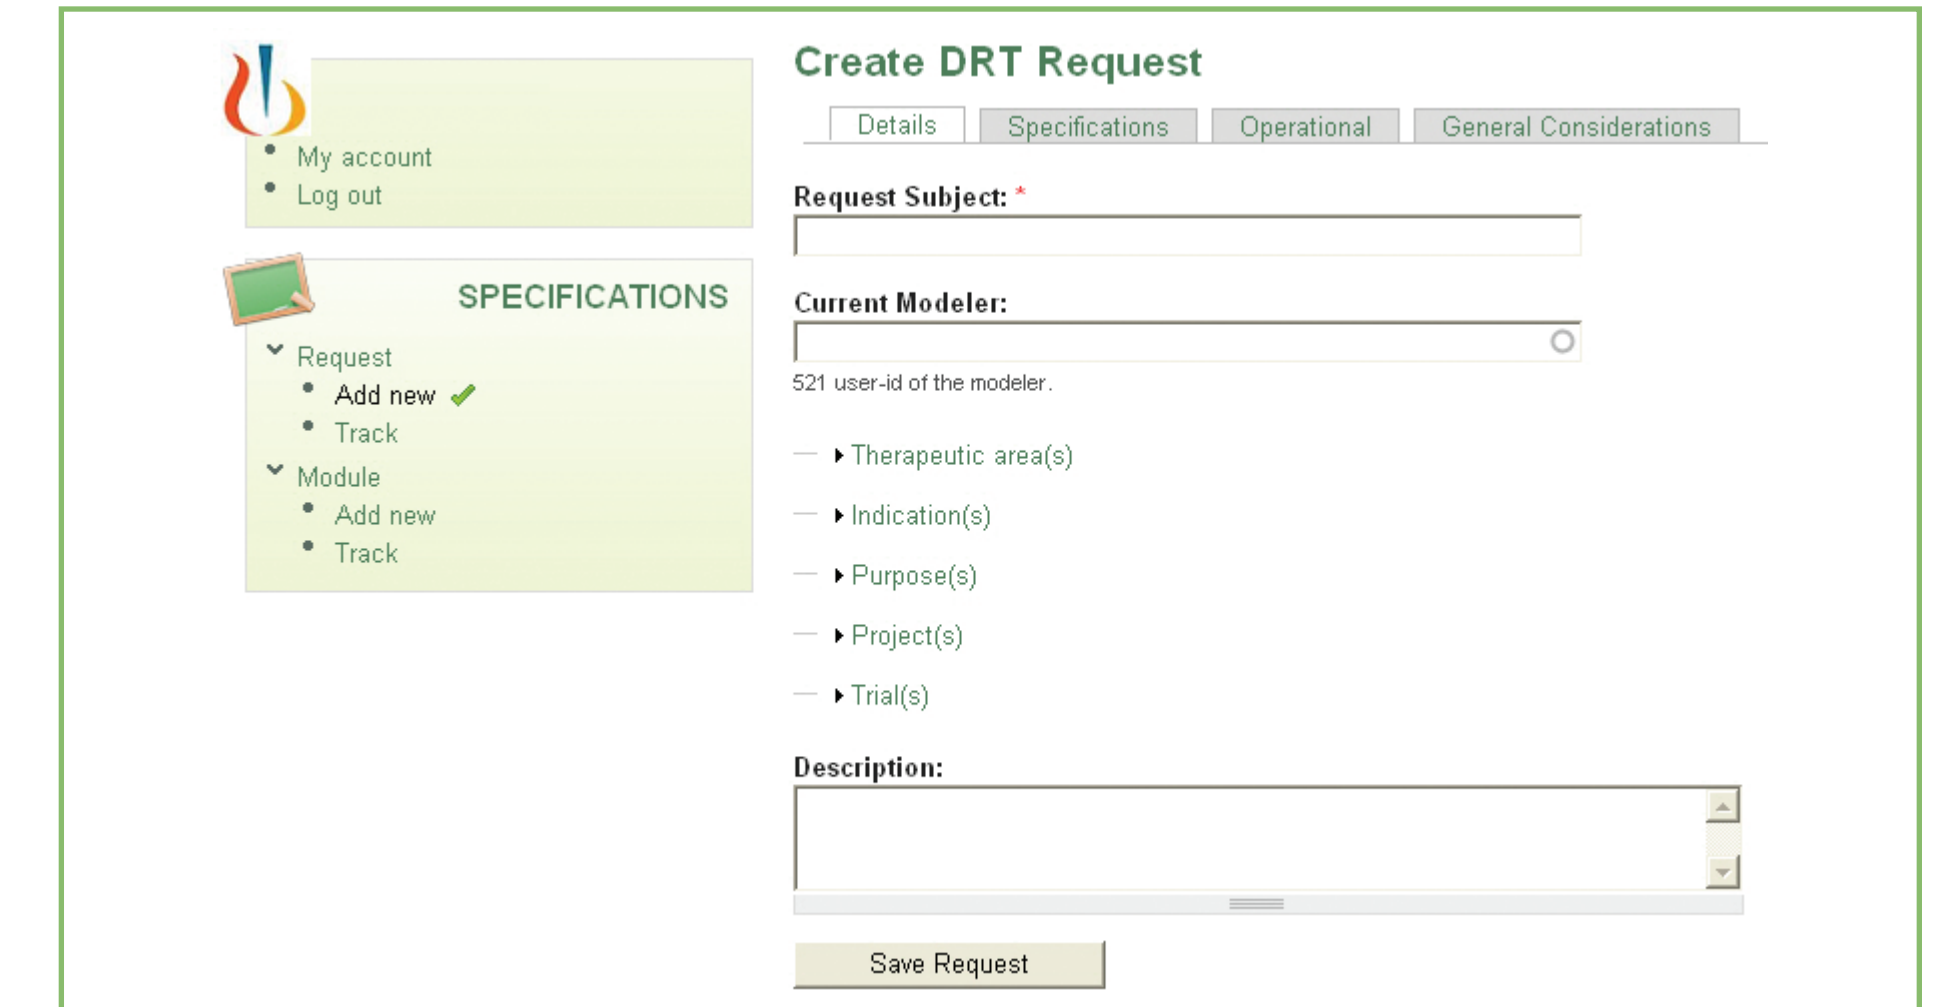 My account
Log out
SPECIFICATIONS
Request
Add new
Track
Module
Add new
Track
Create DRT Request
Details Specifications Operational General Considerations
Request Subject: *
Current Modeler:
521 user-id of the modeler.
Therapeutic area(s)
Indication(s)
Purpose(s)
Project(s)
Trial(s)
Description:
Save Request